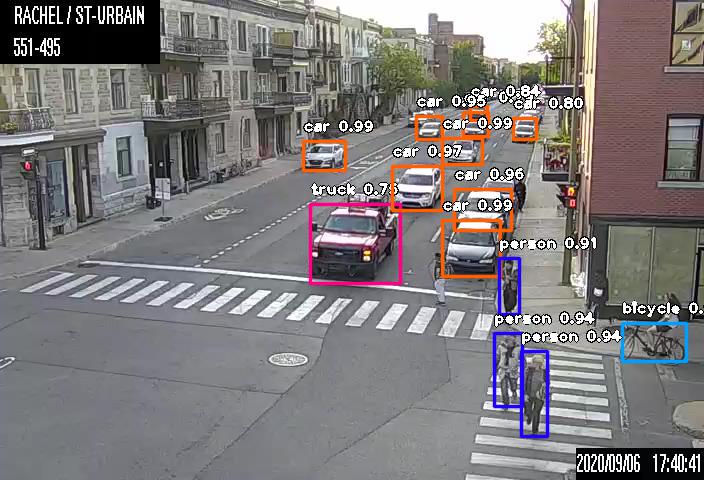 RACHEL / ST-URBAIN
551-495
car 0.84
car 0.95
car 0.80
car 0.99
car 0.99
car 0.97
car 0.96
truck 0.75
car 0.99
person 0.91
bicycle 0.
person 0.94
person 0.94
2020/09/06 17:40:41